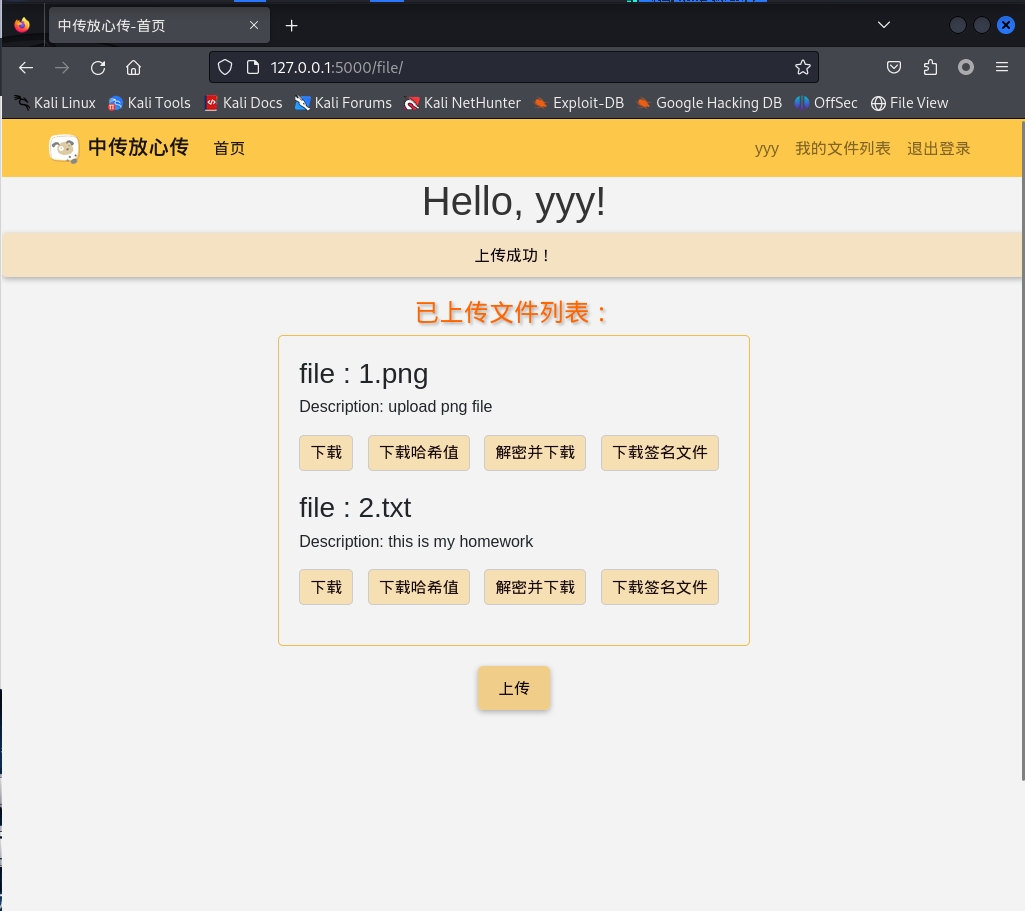 中传放心传-首页
127.0.0.1:5000/file/
Kali Linux Kali Tools Kali Docs Kali Forums Kali NetHunter Exploit-DB Google Hacking DB OffSec File View
中传放心传 首页 yyy 我的文件列表 退出登录
Hello, yyy!
上传成功！
已上传文件列表：
file : 1.png
Description: upload png file
下载 下载哈希值 解密并下载 下载签名文件
file : 2.txt
Description: this is my homework
下载 下载哈希值 解密并下载 下载签名文件
上传